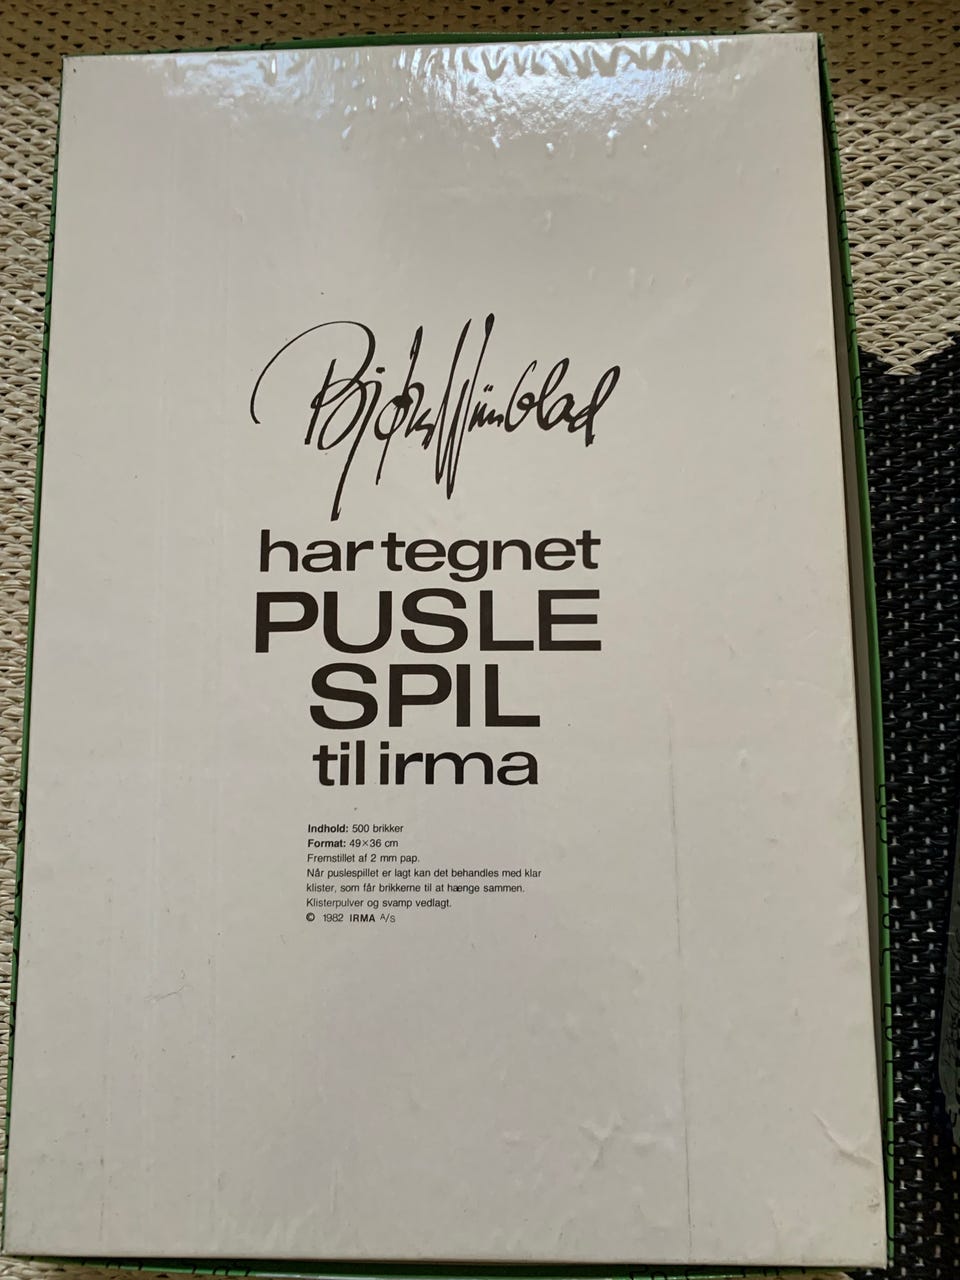 Bjørn Wiinblad
har tegnet
PUSLE
SPIL
til irma
Indhold: 500 brikker
Format: 49×36 cm
Fremstillet af 2 mm pap.
Når puslespillet er lagt kan det behandles med klar
klister, som får brikkerne til at hænge sammen.
Klisterpulver og svamp vedlagt.
© 1982 IRMA A/S